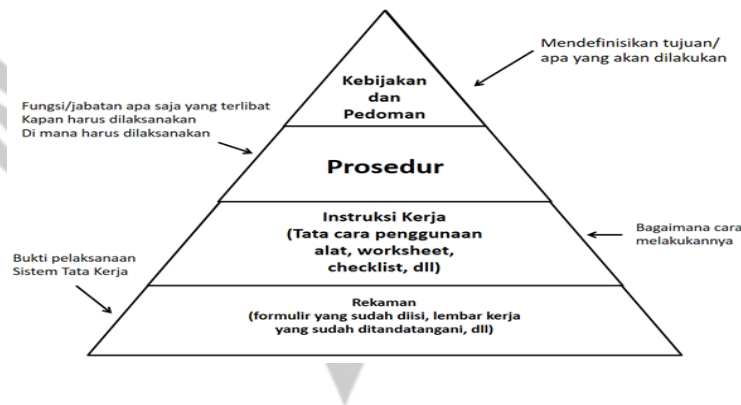 Mendefinisikan tujuan/
apa yang akan dilakukan
Kebijakan
dan
Pedoman
Fungsi/jabatan apa saja yang terlibat
Kapan harus dilaksanakan
Di mana harus dilaksanakan
Prosedur
Instruksi Kerja
(Tata cara penggunaan
alat, worksheet,
checklist, dll)
Bagaimana cara
melakukannya
Bukti pelaksanaan
Sistem Tata Kerja
Rekaman
(formulir yang sudah diisi, lembar kerja
yang sudah ditandatangani, dll)